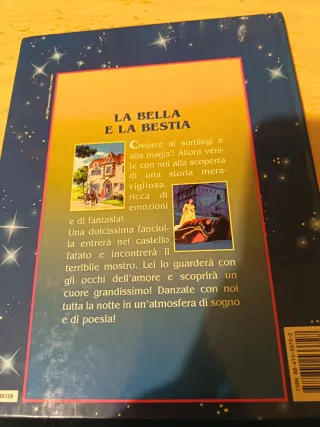 LA BELLA
E LA BESTIA
Credete ai sortilegi e
alla magia? Allora veni-
te con noi alla scoperta
di una storia mera-
vigliosa,
ricca di
emozioni
e di fantasia!
Una dolcissima fanciul-
la entrerà nel castello
fatato e incontrerà il
terribile mostro. Lei lo guarderà con
gli occhi dell'amore e scoprirà un
cuore grandissimo! Danzate con noi
tutta la notte in un'atmosfera di sogno
e di poesia!